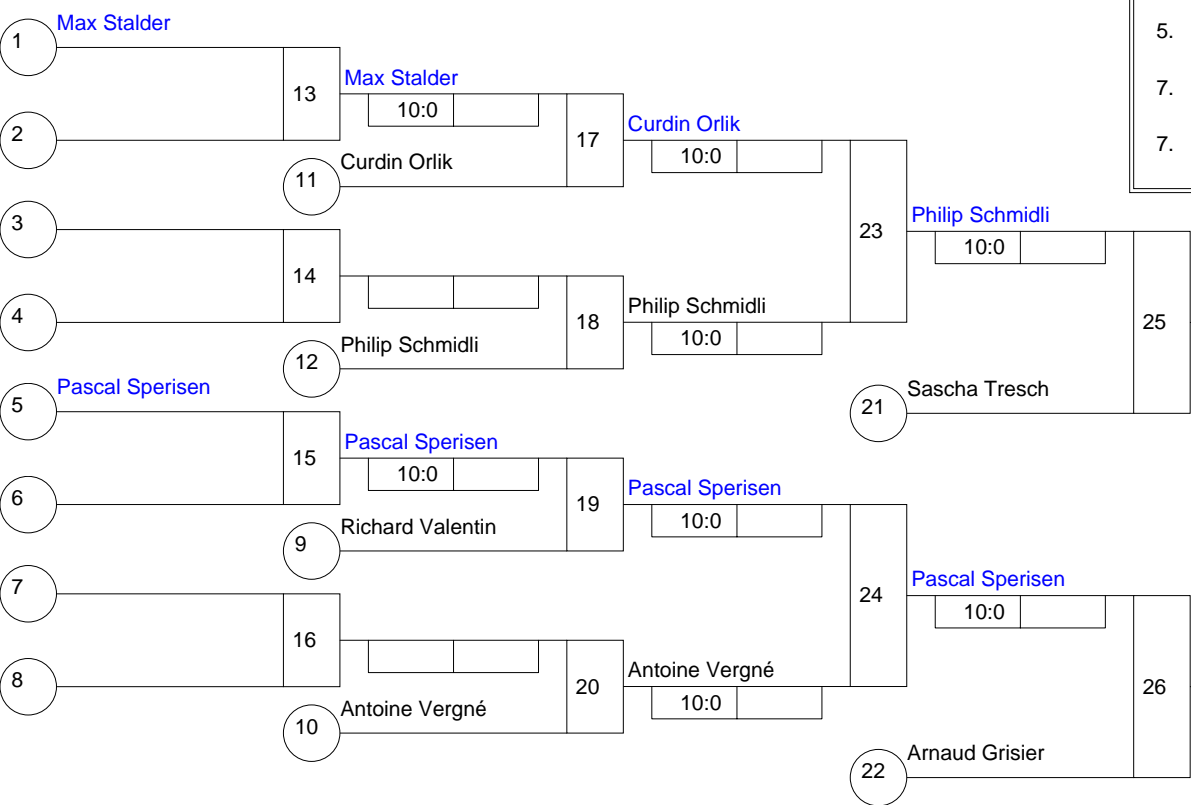 Max Stalder
1
5.
Max Stalder
13
7.
10:0
Curdin Orlik
2
17
7.
10:0
Curdin Orlik
11
3
Philip Schmidli
23
10:0
14
Philip Schmidli
4
18
25
10:0
Philip Schmidli
12
Pascal Sperisen
Sascha Tresch
5
21
Pascal Sperisen
15
10:0
Pascal Sperisen
6
19
10:0
Richard Valentin
9
Pascal Sperisen
7
24
10:0
16
Antoine Vergné
8
20
26
10:0
Antoine Vergné
10
Arnaud Grisier
22